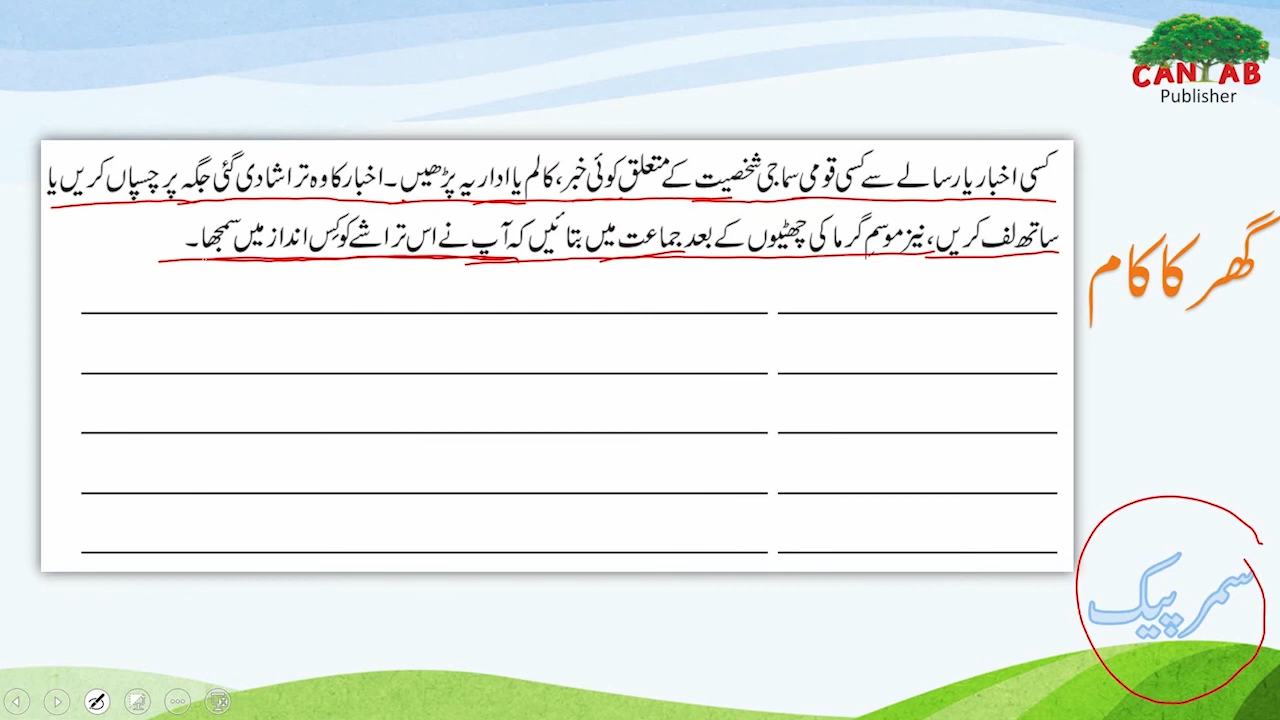 CANTAB
Publisher
کسی اخبار یا رسالے سے کسی قومی سماجی شخصیت کے متعلق کوئی خبر، کالم یا اداریہ پڑھیں۔ اخبار کا وہ تراشا دی گئی جگہ پر چسپاں کریں یا
ساتھ لف کریں، نیز موسمِ گرما کی چھٹیوں کے بعد جماعت میں بتائیں کہ آپ نے اس تراشے کو کِس انداز میں سمجھا۔
گھر کا کام
سمر پیک